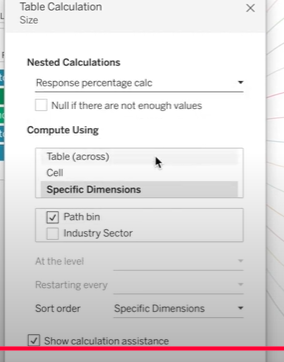 Table Calculation
Size
Nested Calculations
Response percentage calc
Null if there are not enough values
Compute Using
Table (across)
Cell
Specific Dimensions
Path bin
Industry Sector
At the level
Restarting every
Sort order Specific Dimensions
Show calculation assistance